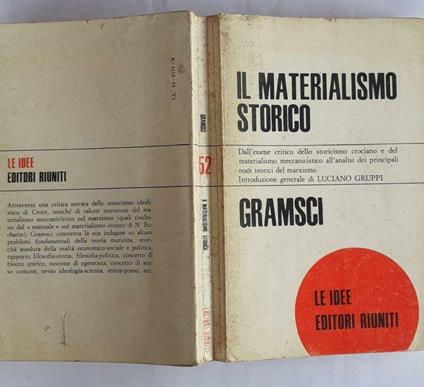 LE IDEE
EDITORI RIUNITI
Attraverso una critica serrata dello storicismo ideali-
stico di Croce, nonché di talune intrusioni del ma-
terialismo meccanicistico nel marxismo (quali risulta-
no dal « manuale » sul materialismo storico di N. Bu-
charin), Gramsci concentra la sua indagine su alcuni
problemi fondamentali della teoria marxista: stori-
cità assoluta della realtà economico-sociale e politica,
rapporto filosofia-storia, filosofia-politica, concetto di
blocco storico, nozione di egemonia, concetto di sen-
so comune, nesso ideologia-scienza, teoria-prassi, ecc.
GRAMSCI
52
IL MATERIALISMO STORICO
EDITORI RIUNITI
IL MATERIALISMO
STORICO
Dall'esame critico dello storicismo crociano e del
materialismo meccanicistico all'analisi dei principali
nodi teorici del marxismo.
Introduzione generale di LUCIANO GRUPPI
GRAMSCI
LE IDEE
EDITORI RIUNITI